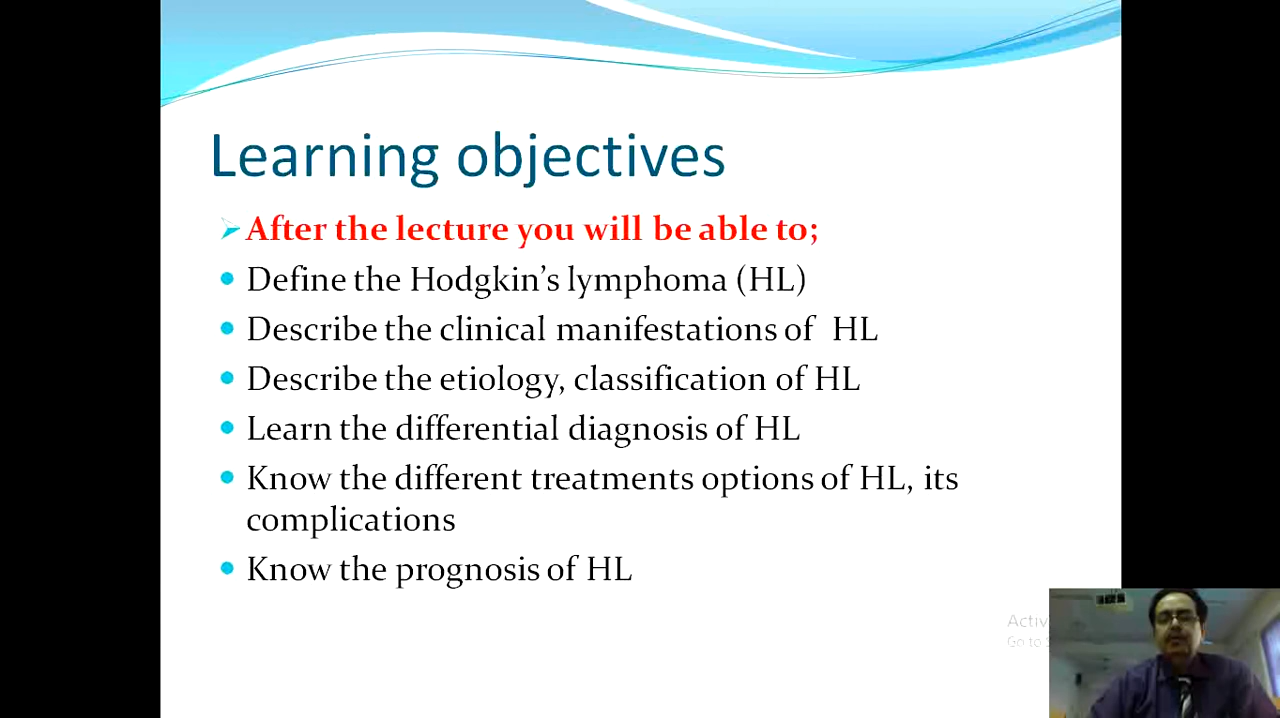 Learning objectives
After the lecture you will be able to;
Define the Hodgkin’s lymphoma (HL)
Describe the clinical manifestations of HL
Describe the etiology, classification of HL
Learn the differential diagnosis of HL
Know the different treatments options of HL, its
complications
Know the prognosis of HL
Activ
Go to S